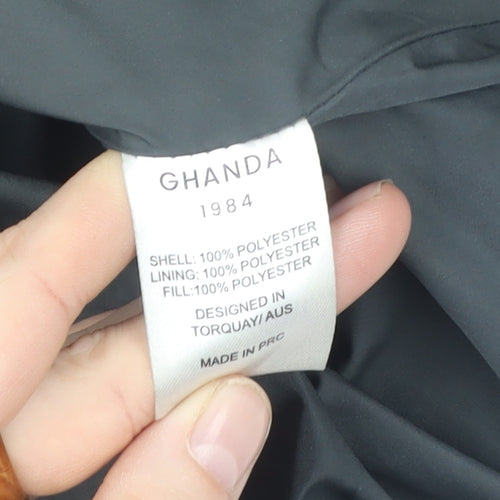 GHANDA
1984
SHELL: 100% POLYESTER
LINING: 100% POLYESTER
FILL:100% POLYESTER
DESIGNED IN
TORQUAY/ AUS
MADE IN PRC